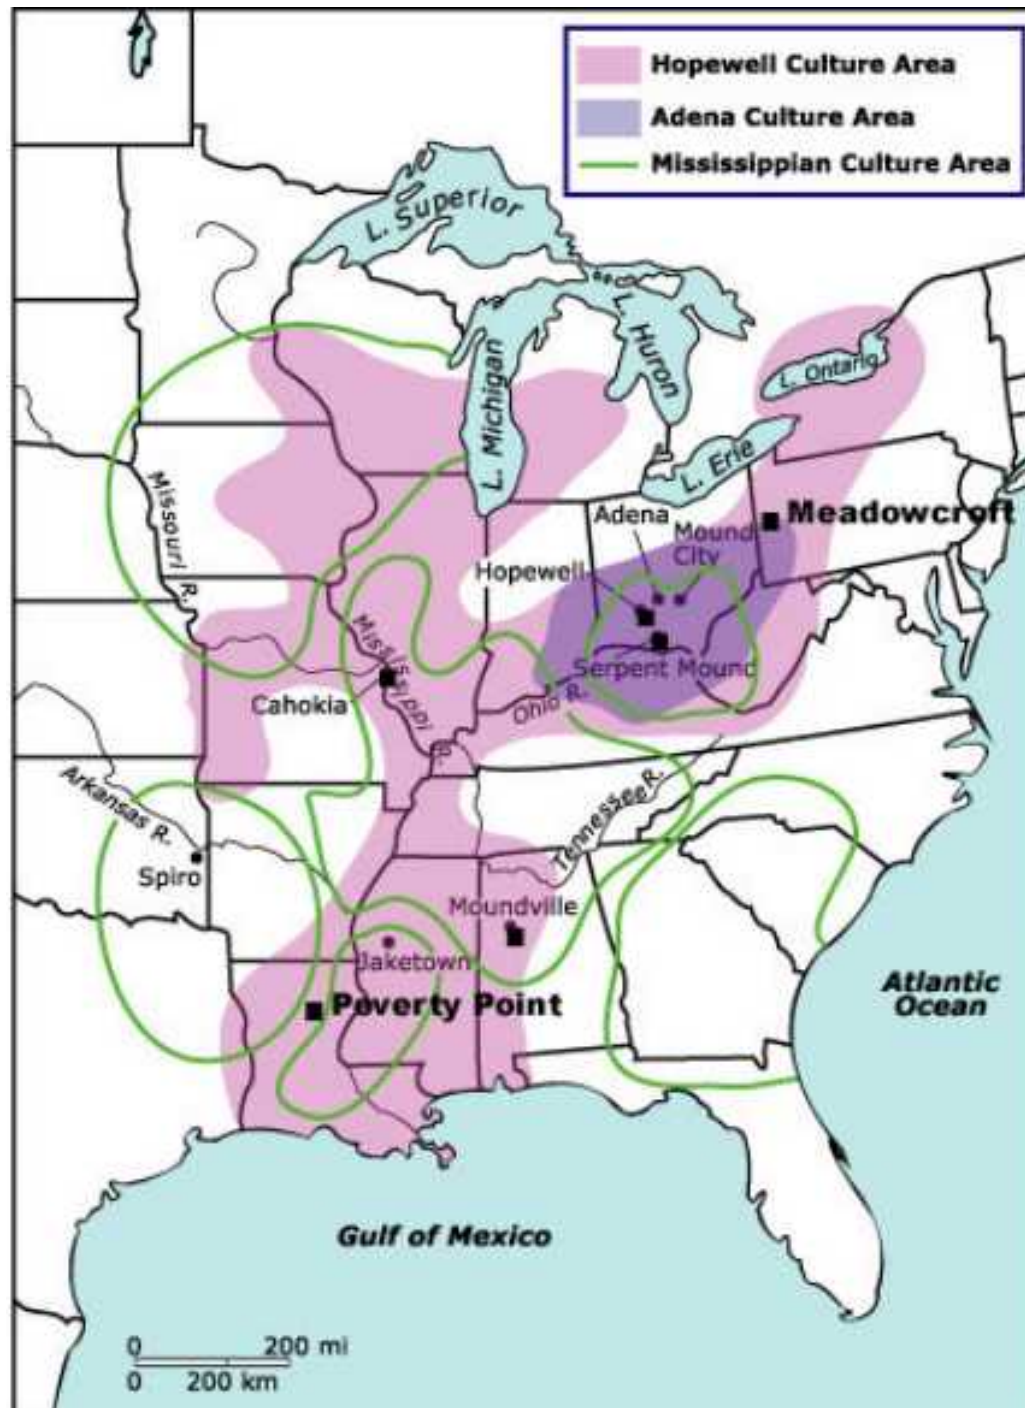 Hopewell Culture Area
Adena Culture Area
Mississippian Culture Area
L. Superior
L. Michigan
L. Huron
L. Ontario
L. Erie
Missouri R.
Adena
Mound
City
Meadowcroft
Hopewell
Mississippi R.
Serpent Mound
Cahokia
Ohio R.
Arkansas R.
Tennessee R.
Spiro
Moundville
Jaketown
Poverty Point
Atlantic
Ocean
Gulf of Mexico
0 200 mi
0 200 km